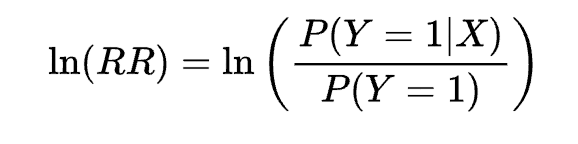 ln(RR) = ln ( P(Y = 1|X) / P(Y = 1) )